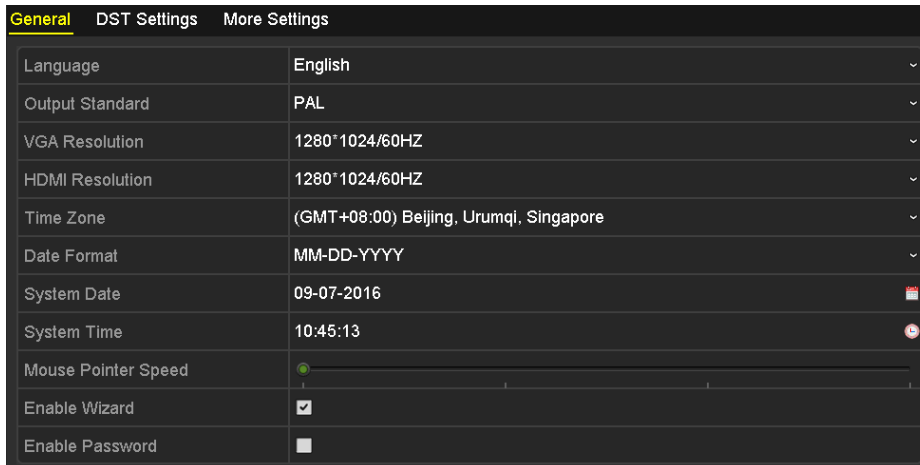 General DST Settings More Settings
Language English
Output Standard PAL
VGA Resolution 1280*1024/60HZ
HDMI Resolution 1280*1024/60HZ
Time Zone (GMT+08:00) Beijing, Urumqi, Singapore
Date Format MM-DD-YYYY
System Date 09-07-2016
System Time 10:45:13
Mouse Pointer Speed
Enable Wizard
Enable Password